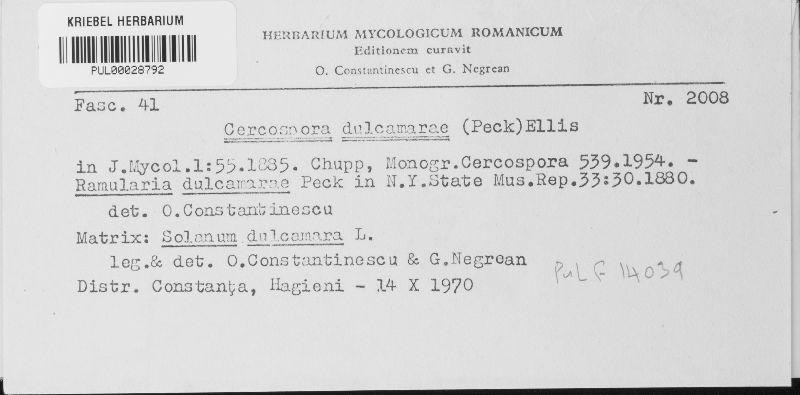 KRIEBEL HERBARIUM
PUL00028792
HERBARIUM MYCOLOGICUM ROMANICUM
Editionem curavit
O. Constantinescu et G. Negrean
Fasc. 41
Nr. 2008
Cercospora dulcamarae (Peck)Ellis
in J.Mycol.1:55.1885. Chupp, Monogr.Cercospora 539.1954. -
Ramularia dulcamarae Peck in N.Y.State Mus.Rep.33:30.1880.
det. O.Constantinescu
Matrix: Solanum dulcamara L.
leg.& det. O.Constantinescu & G.Negrean
Distr. Constanţa, Hagieni - 14 X 1970
PUL F 14039